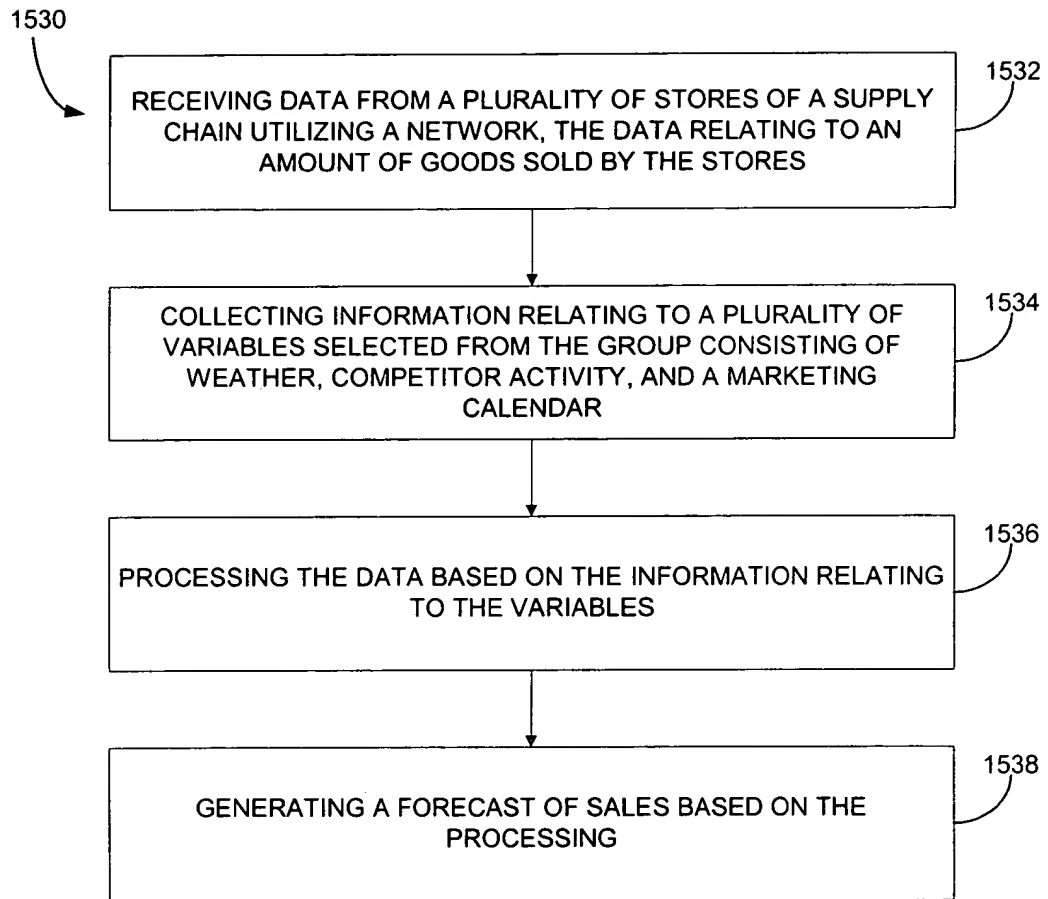 1530
1532
RECEIVING DATA FROM A PLURALITY OF STORES OF A SUPPLY
CHAIN UTILIZING A NETWORK, THE DATA RELATING TO AN
AMOUNT OF GOODS SOLD BY THE STORES
1534
COLLECTING INFORMATION RELATING TO A PLURALITY OF
VARIABLES SELECTED FROM THE GROUP CONSISTING OF
WEATHER, COMPETITOR ACTIVITY, AND A MARKETING
CALENDAR
1536
PROCESSING THE DATA BASED ON THE INFORMATION RELATING
TO THE VARIABLES
1538
GENERATING A FORECAST OF SALES BASED ON THE
PROCESSING